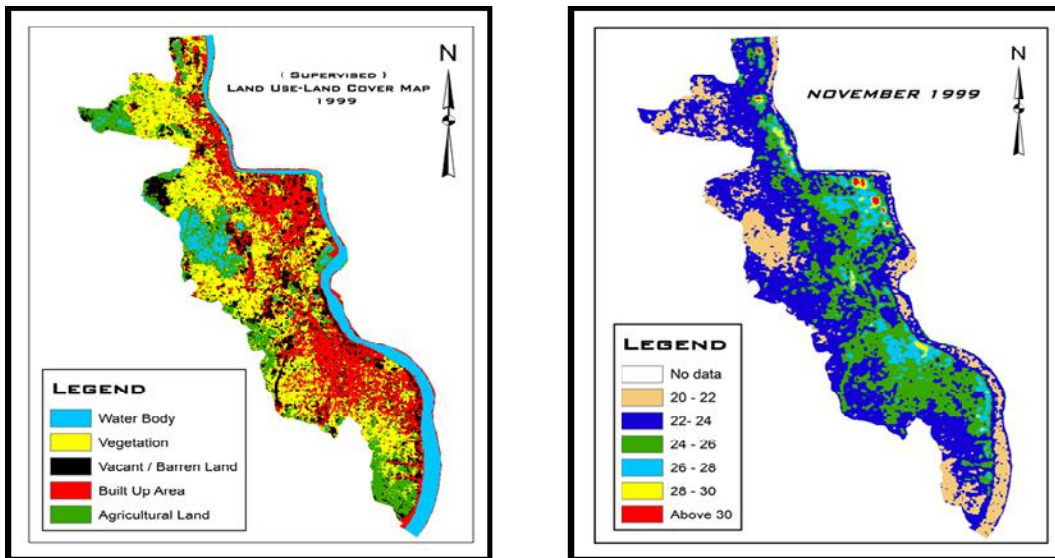 ( SUPERVISED )
LAND USE-LAND COVER MAP
1999
N
LEGEND
Water Body
Vegetation
Vacant / Barren Land
Built Up Area
Agricultural Land
N
NOVEMBER 1999
LEGEND
No data
20 - 22
22- 24
24 - 26
26 - 28
28 - 30
Above 30